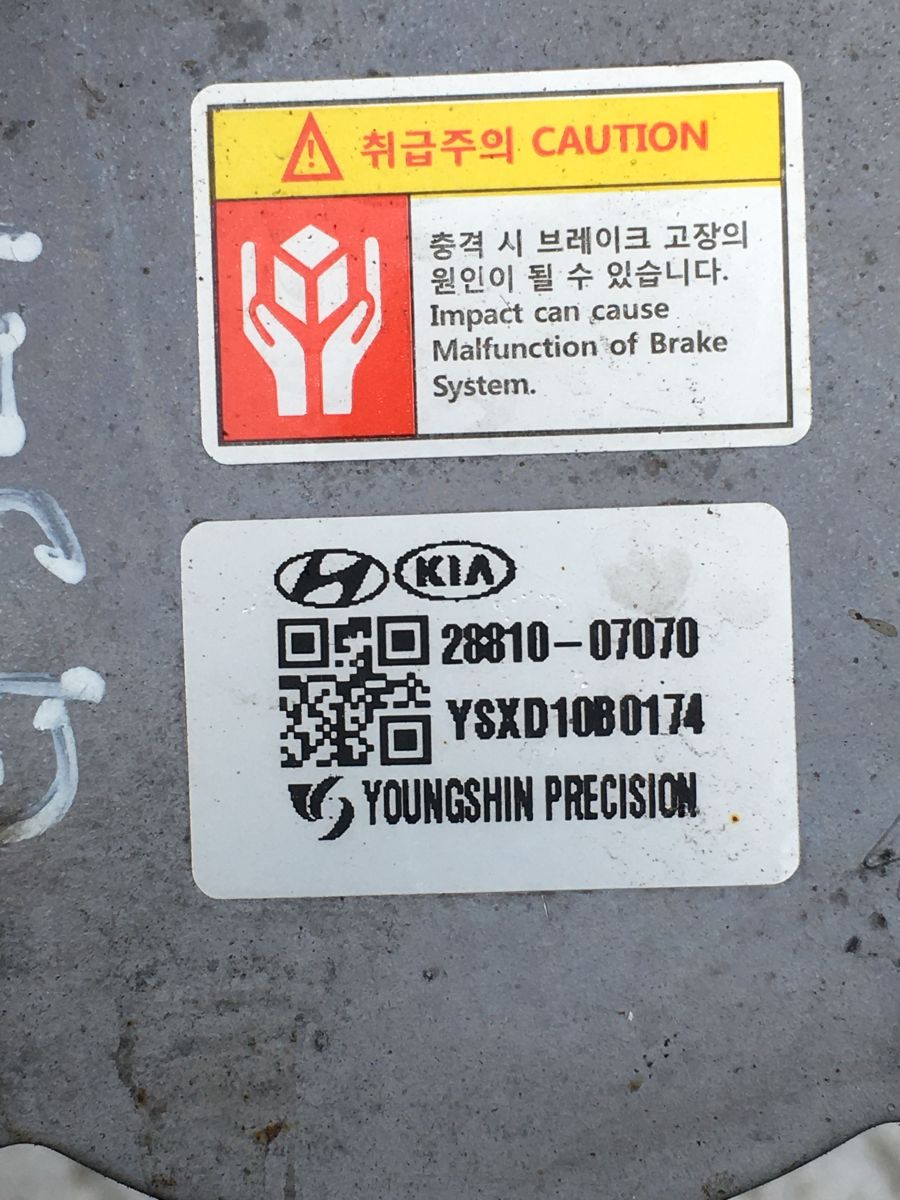 취급주의 CAUTION
충격 시 브레이크 고장의
원인이 될 수 있습니다.
Impact can cause
Malfunction of Brake
System.
KIA
28810-07070
YSXD10B0174
YOUNGSHIN PRECISION